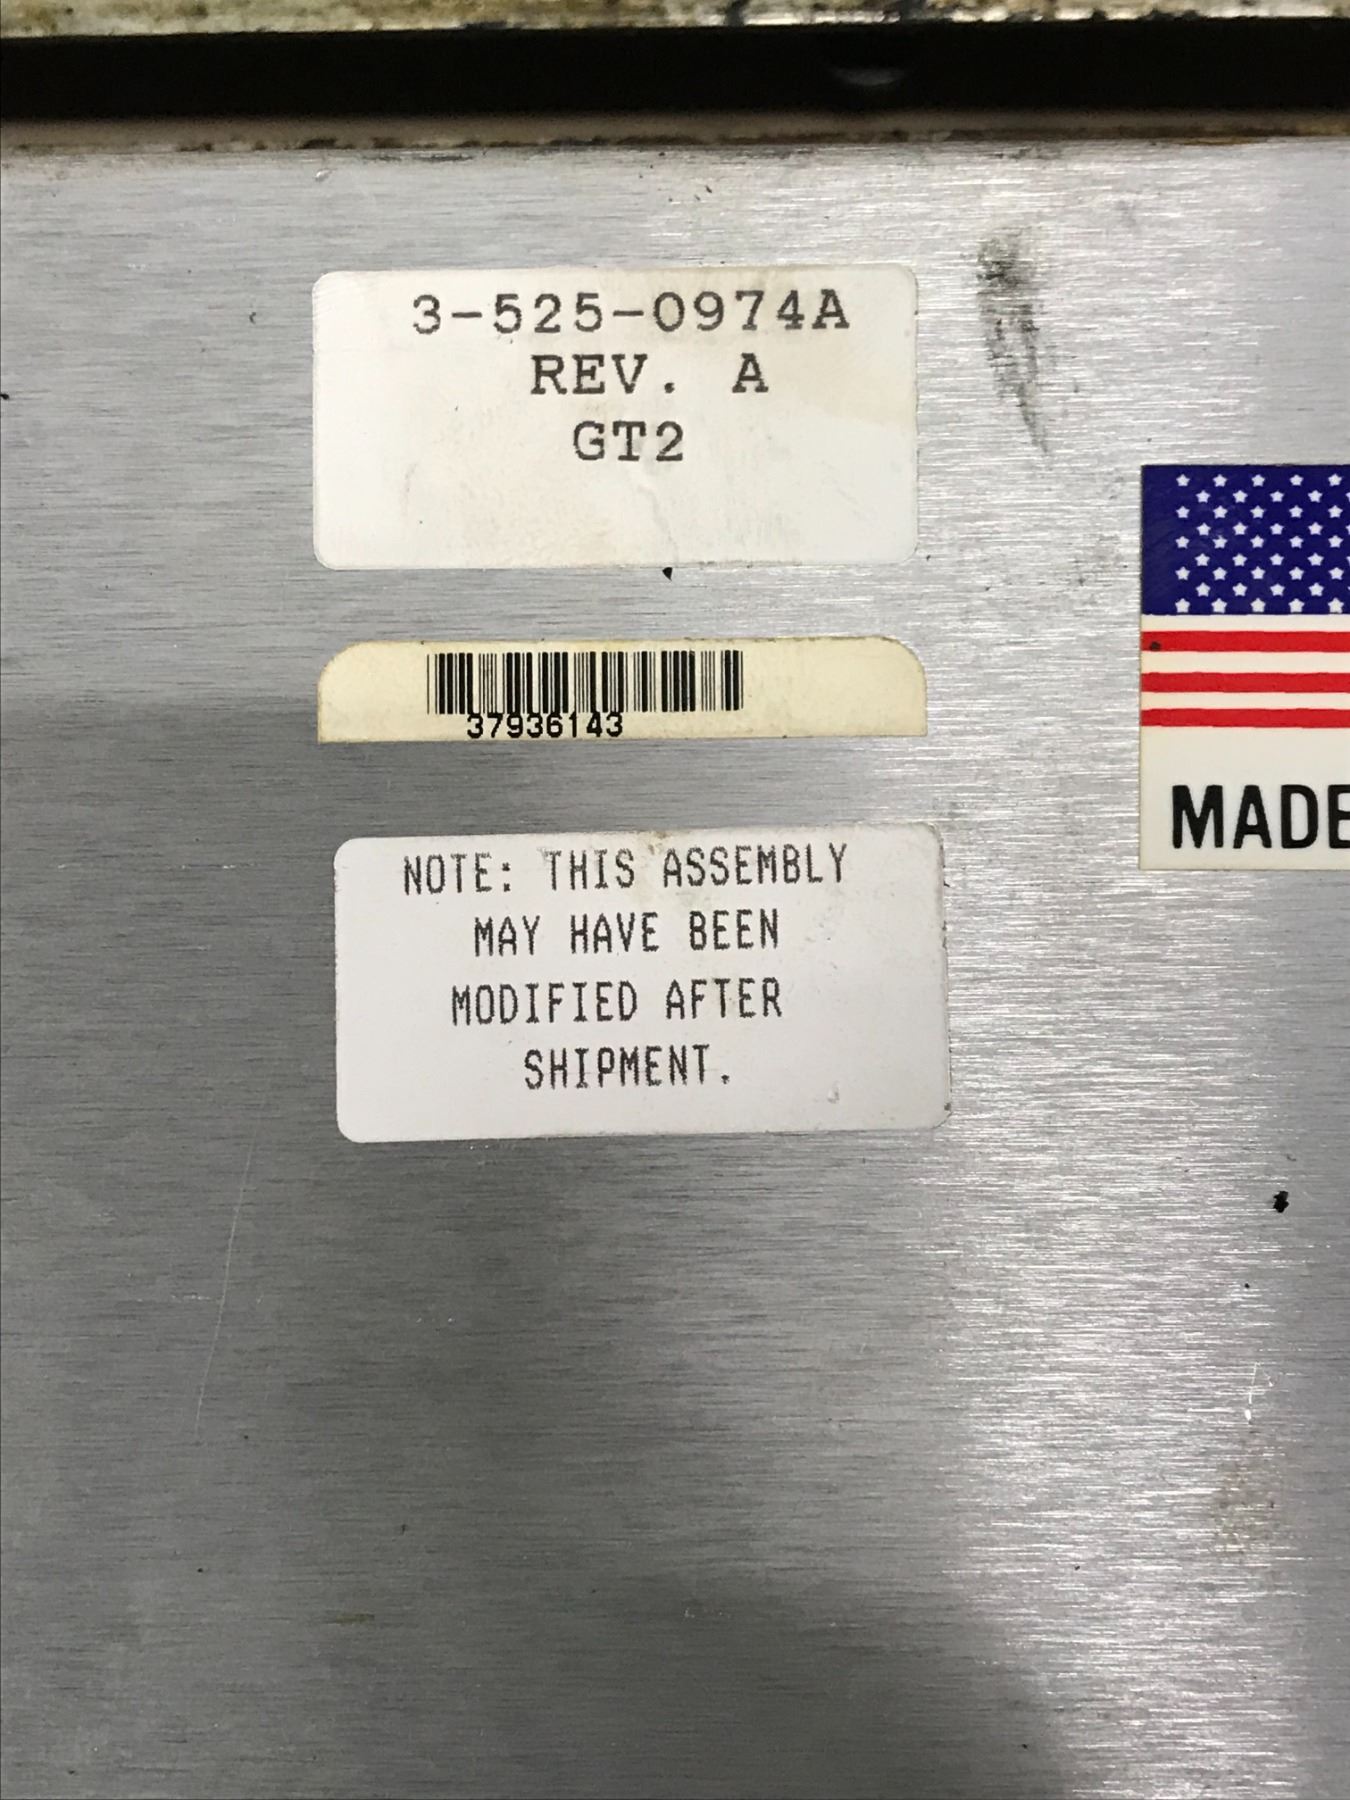 3-525-0974A
REV. A
GT2
37936143
NOTE: THIS ASSEMBLY
MAY HAVE BEEN
MODIFIED AFTER
SHIPMENT.
MADE